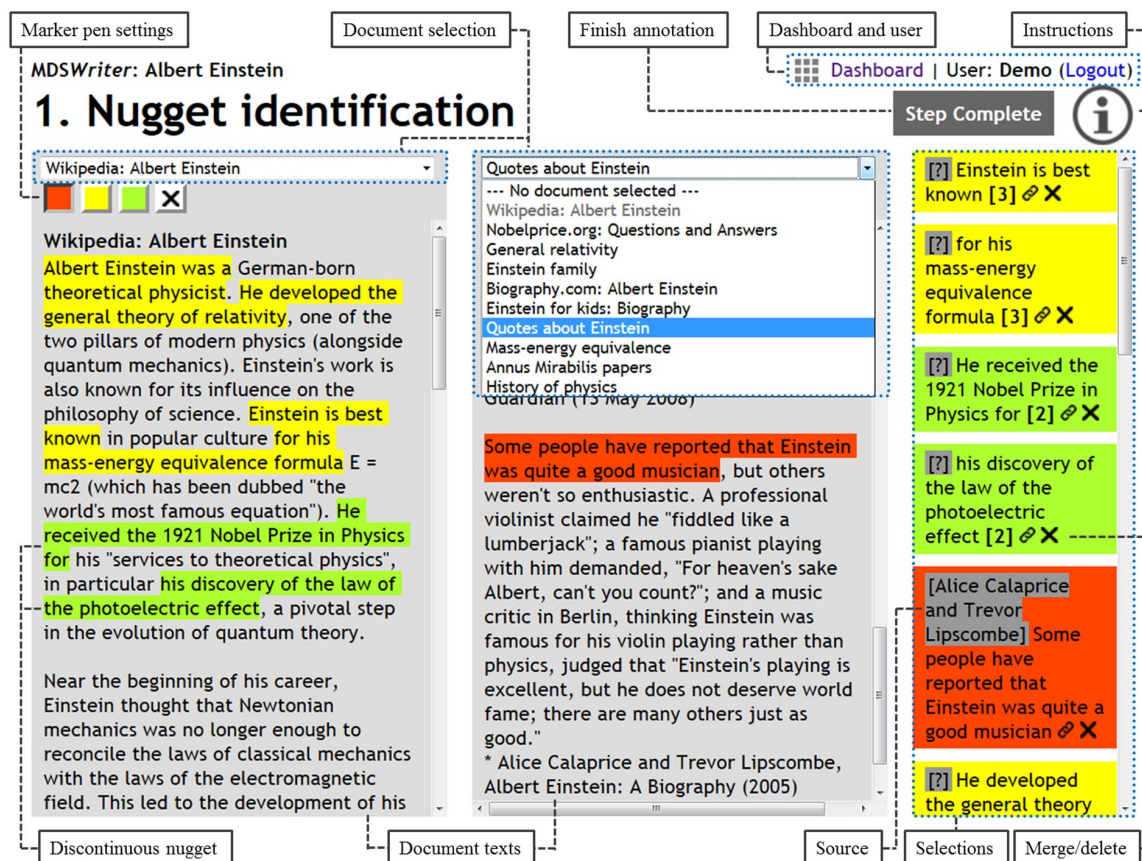 Marker pen settings
Document selection
Finish annotation
Dashboard and user
Instructions
MDSWriter: Albert Einstein
Dashboard | User: Demo (Logout)
1. Nugget identification
Step Complete
i
Wikipedia: Albert Einstein
Wikipedia: Albert Einstein
Albert Einstein was a German-born
theoretical physicist. He developed the
general theory of relativity, one of the
two pillars of modern physics (alongside
quantum mechanics). Einstein's work is
also known for its influence on the
philosophy of science. Einstein is best
known in popular culture for his
mass-energy equivalence formula E =
mc2 (which has been dubbed "the
world's most famous equation"). He
received the 1921 Nobel Prize in Physics
for his "services to theoretical physics",
in particular his discovery of the law of
the photoelectric effect, a pivotal step
in the evolution of quantum theory.
Near the beginning of his career,
Einstein thought that Newtonian
mechanics was no longer enough to
reconcile the laws of classical mechanics
with the laws of the electromagnetic
field. This led to the development of his
Quotes about Einstein
--- No document selected ---
Wikipedia: Albert Einstein
Nobelprice.org: Questions and Answers
General relativity
Einstein family
Biography.com: Albert Einstein
Einstein for kids: Biography
Quotes about Einstein
Mass-energy equivalence
Annus Mirabilis papers
History of physics
Guardian (13 May 2008)
Some people have reported that Einstein
was quite a good musician, but others
weren't so enthusiastic. A professional
violinist claimed he "fiddled like a
lumberjack"; a famous pianist playing
with him demanded, "For heaven's sake
Albert, can't you count?"; and a music
critic in Berlin, thinking Einstein was
famous for his violin playing rather than
physics, judged that "Einstein's playing is
excellent, but he does not deserve world
fame; there are many others just as
good."
* Alice Calaprice and Trevor Lipscombe,
Albert Einstein: A Biography (2005)
[?] Einstein is best
known [3]
[?] for his
mass-energy
equivalence
formula [3]
[?] He received the
1921 Nobel Prize in
Physics for [2]
[?] his discovery of
the law of the
photoelectric
effect [2]
[Alice Calaprice
and Trevor
Lipscombe] Some
people have
reported that
Einstein was quite a
good musician
[?] He developed
the general theory
Discontinuous nugget
Document texts
Source
Selections
Merge/delete